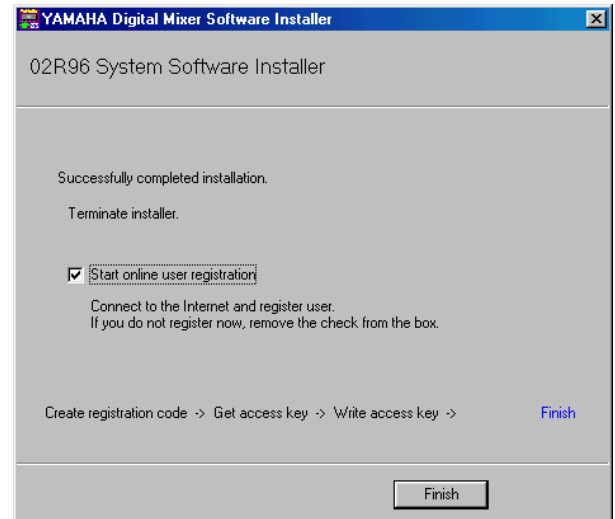 YAMAHA Digital Mixer Software Installer
02R96 System Software Installer
Successfully completed installation.
Terminate installer.
Start online user registration
Connect to the Internet and register user.
If you do not register now, remove the check from the box.
Create registration code -> Get access key -> Write access key -> Finish
Finish